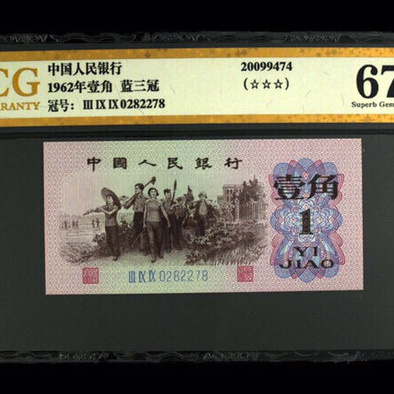 CG
RANTY
中国人民银行
1962年壹角 蓝三冠
冠号: III IX IX 0282278
20099474
(☆☆☆)
67
Superb Gem
中國人民銀行
壹角
1
YI
JIAO
III IX IX 0282278